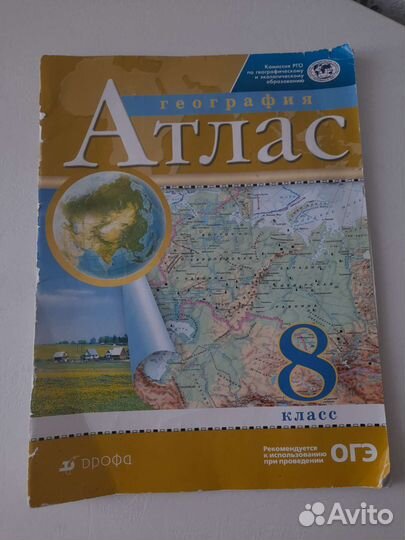 Комиссия РГО
по географическому
и экологическому
образованию
география
Атлас
8
класс
Рекомендуется
к использованию
при проведении
ОГЭ
дрофа
Avito